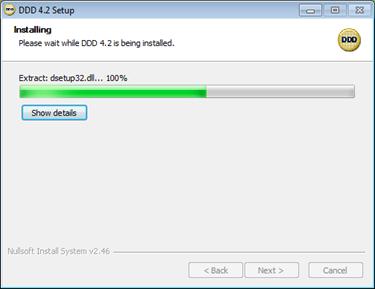 DDD 4.2 Setup
Installing
Please wait while DDD 4.2 is being installed.
DDD
Extract: dsetup32.dll... 100%
Show details
Nullsoft Install System v2.46
< Back
Next >
Cancel